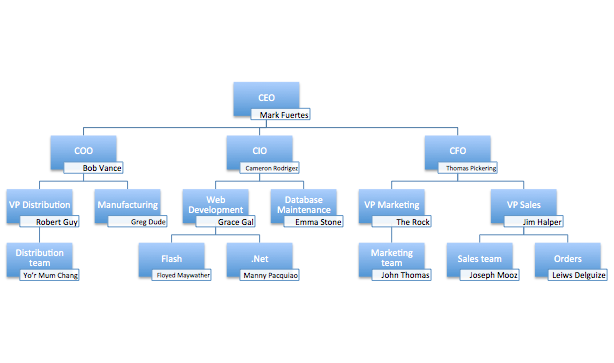 CEO
Mark Fuertes
COO
Bob Vance
CIO
Cameron Rodrigez
CFO
Thomas Pickering
VP Distribution
Robert Guy
Manufacturing
Greg Dude
Web
Development
Grace Gal
Database
Maintenance
Emma Stone
VP Marketing
The Rock
VP Sales
Jim Halper
Distribution
team
Yo'r Mum Chang
Flash
Floyed Maywather
.Net
Manny Pacquiao
Marketing
team
John Thomas
Sales team
Joseph Mooz
Orders
Leiws Delguize